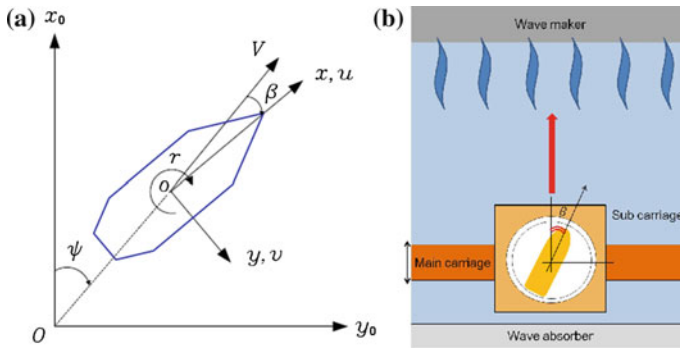 (a)
x₀
V
x, u
β
r
o
ψ
y, υ
O
y₀
(b)
Wave maker
β
Sub carriage
Main carriage
Wave absorber